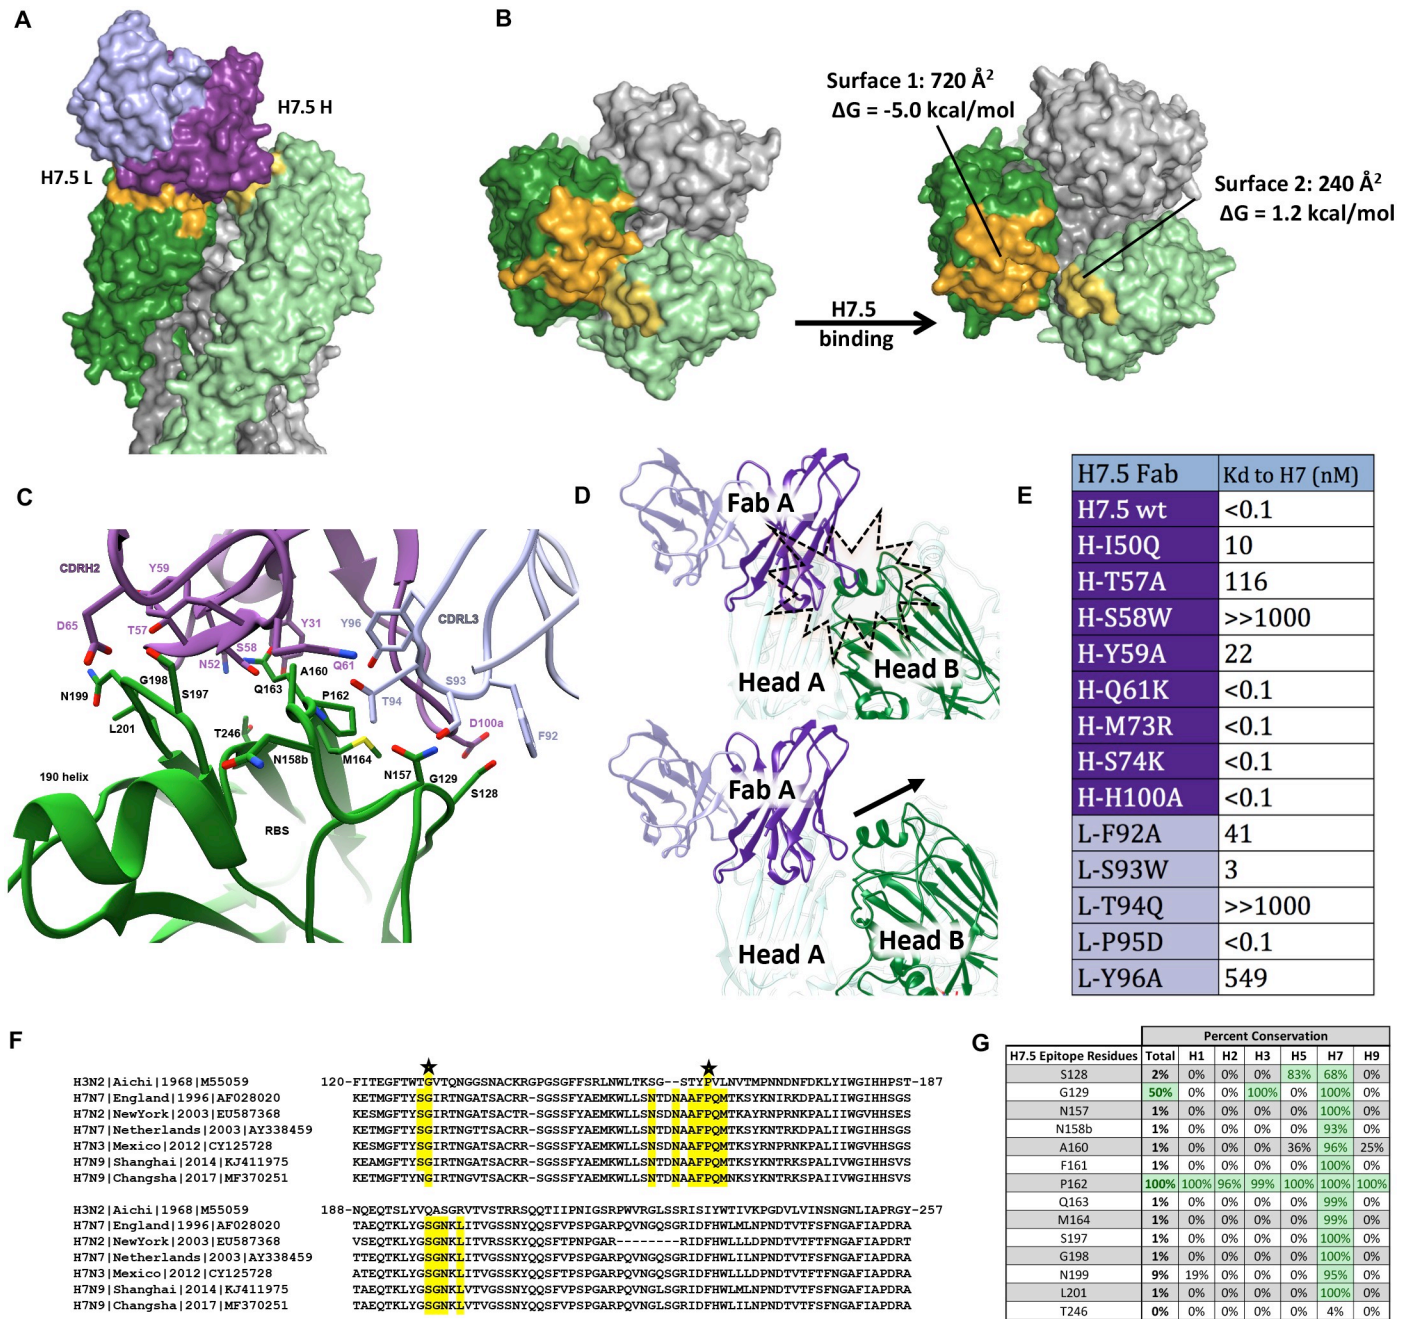 A
B
H7.5 H
H7.5 L
Surface 1: 720 Å²
ΔG = -5.0 kcal/mol
Surface 2: 240 Å²
ΔG = 1.2 kcal/mol
H7.5
binding
C
CDRH2
Y59
D65
T57
S58
N52
Y31
Q61
Y96
CDRL3
G198
S197
A160
Q163
P162
N199
L201
T94
S93
D100a
F92
T246
N158b
M164
N157
G129
S128
190 helix
RBS
D
Fab A
Head A
Head B
Fab A
Head A
Head B
E
H7.5 Fab Kd to H7 (nM)
H7.5 wt <0.1
H-I50Q 10
H-T57A 116
H-S58W >>1000
H-Y59A 22
H-Q61K <0.1
H-M73R <0.1
H-S74K <0.1
H-H100A <0.1
L-F92A 41
L-S93W 3
L-T94Q >>1000
L-P95D <0.1
L-Y96A 549
F
H3N2|Aichi|1968|M55059 120-FITEGFTWTGVTQNGGSNACKRGPGSGFFSRLNWLTKSG--STYPVLNVTMPNNDNFDKLYIWGIHHPST-187
H7N7|England|1996|AF028020 KETMGFTYSGIRTNGTTSACRR-SGSSFYAEMKWLLSNTDNAAFPQMTKSYKNIRKDPALIIWGIHHSGS
H7N2|NewYork|2003|EU587368 KESMGFTYSGIRTNGATSACRR-SGSSFYAEMKWLLSNSDNAAFPQMTKSYRNPRNKPALIIWGVHHSES
H7N7|Netherlands|2003|AY338459 KETMGFTYSGIRTNGTTSACRR-SGSSFYAEMKWLLSNTDNAAFPQMTKSYKNTRKDPALIIWGIHHSGS
H7N3|Mexico|2012|CY125728 KESMGFTYSGIRTNGATSACRR-SGSSFYAEMKWLLSNSDNAAFPQMTKSYRNPRNKPALIIWGVHHSGS
H7N9|Shanghai|2014|KJ411975 KEAMGFTYSGIRTNGATSACRR-SGSSFYAEMKWLLSNTDNAAFPQMTKSYKNTRKSPALIVWGIHHSVS
H7N9|Changsha|2017|MF370251 KETMGFTYNGIRTNGVTSACRR-SGSSFYAEMKWLLSNTDNAAFPQMNKSYKNTRKSPALIVWGIHHSVS
H3N2|Aichi|1968|M55059 188-NQEQTSLYVQASGRVTVSTRRSQQTIIPNIGSRPWVRGLSSRISIYWTIVKPGDVLVINSNGNLIAPRGY-257
H7N7|England|1996|AF028020 TAEQTKLYGSGNKLITVGSSNYQQSFVPSPGARPQVNGQSGRIDFHWLMLNPNDTVTFSFNGAFIAPDRA
H7N2|NewYork|2003|EU587368 VSEQTKLYGSGNKLITVRSSKYQQSFTPNPGAR---------RIDFHWLLLDPNDTVTFTFNGAFIAPDRT
H7N7|Netherlands|2003|AY338459 TTEQTKLYGSGNKLITVGSSNYQQSFVPSPGARPQVNGQSGRIDFHWLILNPNDTVTFSFNGAFIAPDRA
H7N3|Mexico|2012|CY125728 ATEQTKLYGSGNKLITVGSSKYQQSFTPSPGARPQVNGQSGRIDFHWLLLDPNDTVTFTFNGAFIAPDRA
H7N9|Shanghai|2014|KJ411975 TAEQTKLYGSGNKLVTVGSSNYQQSFVPSPGARPQVNGLSGRIDFHWLMLNPNDTVTFSFNGAFIAPDRA
H7N9|Changsha|2017|MF370251 TAEQTKLYGSGNKLVTVGSSNYQQSFVPSPGARPQVNGQSGRIDFHWLILNPNDTVTFSFNGAFIAPDRA
G
Percent Conservation
H7.5 Epitope Residues Total H1 H2 H3 H5 H7 H9
S128 2% 0% 0% 0% 83% 68% 0%
G129 50% 0% 0% 100% 0% 100% 0%
N157 1% 0% 0% 0% 0% 100% 0%
N158b 1% 0% 0% 0% 0% 93% 0%
A160 1% 0% 0% 0% 36% 96% 25%
F161 1% 0% 0% 0% 0% 100% 0%
P162 100% 100% 96% 99% 100% 100% 100%
Q163 1% 0% 0% 0% 0% 99% 0%
M164 1% 0% 0% 0% 0% 99% 0%
S197 1% 0% 0% 0% 0% 100% 0%
G198 1% 0% 0% 0% 0% 100% 0%
N199 9% 19% 0% 0% 0% 95% 0%
L201 1% 0% 0% 0% 0% 100% 0%
T246 0% 0% 0% 0% 0% 4% 0%